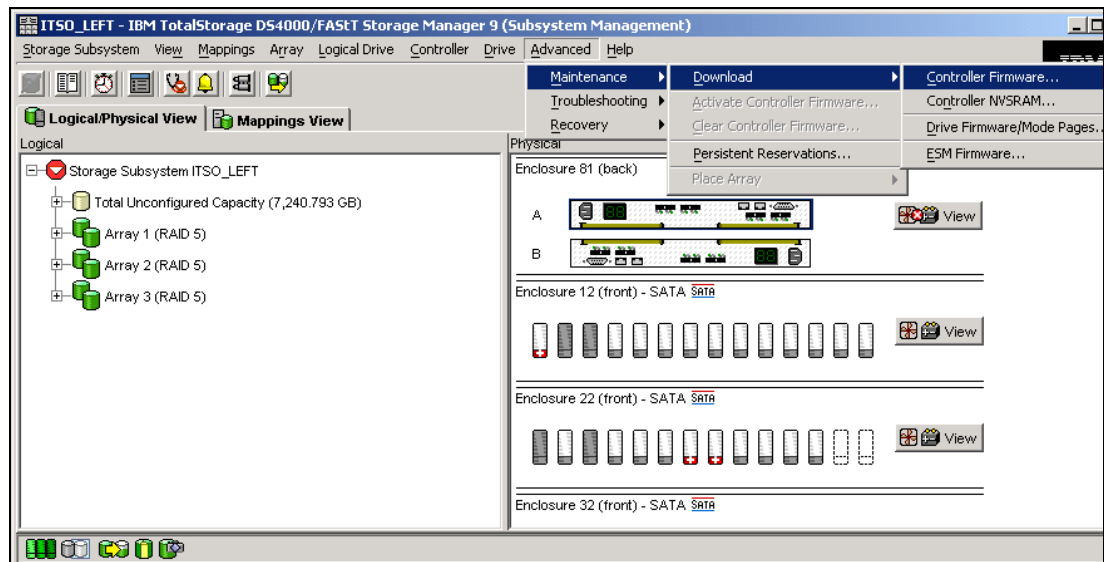 ITSO_LEFT - IBM TotalStorage DS4000/FAStT Storage Manager 9 (Subsystem Management)
Storage Subsystem View Mappings Array Logical Drive Controller Drive Advanced Help
Maintenance
Troubleshooting
Recovery
Download
Activate Controller Firmware...
Clear Controller Firmware...
Persistent Reservations...
Place Array
Controller Firmware...
Controller NVSRAM...
Drive Firmware/Mode Pages..
ESM Firmware...
Logical/Physical View Mappings View
Logical
Storage Subsystem ITSO_LEFT
Total Unconfigured Capacity (7,240.793 GB)
Array 1 (RAID 5)
Array 2 (RAID 5)
Array 3 (RAID 5)
Physical
Enclosure 81 (back)
A
View
B
Enclosure 12 (front) - SATA SATA
View
Enclosure 22 (front) - SATA SATA
View
Enclosure 32 (front) - SATA SATA